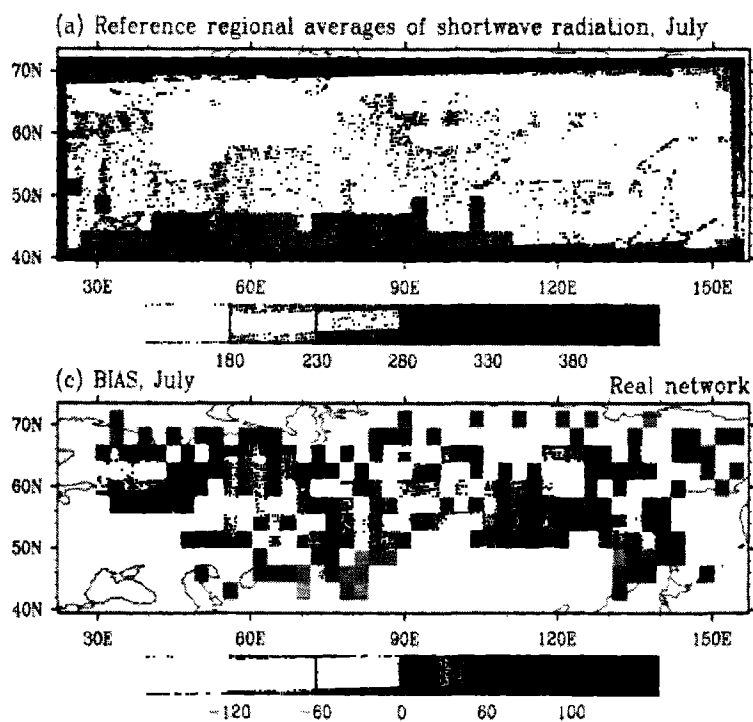 (a) Reference regional averages of shortwave radiation, July
70N
60N
50N
40N
30E 60E 90E 120E 150E
180 230 280 330 380
(c) BIAS, July Real network
70N
60N
50N
40N
30E 60E 90E 120E 150E
-120 -60 0 60 100